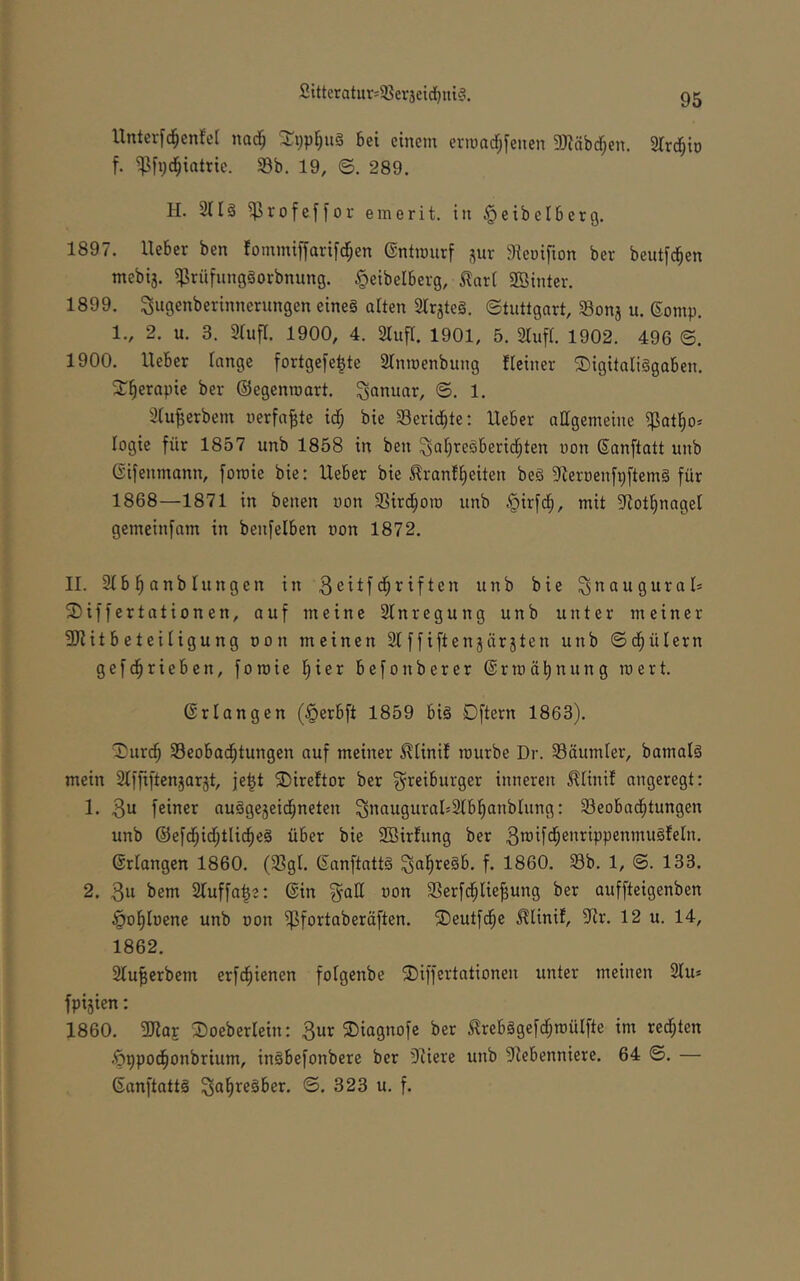 Litteratur-Verzeichnis.
95
Unterschenkel nach Typhus bei einem erwachsenen Mädchen. Archiv
f. Psychiatrie. Bd. 19, S. 289.
II. Als Professor emerit. in Heidelberg.
1897. Ueber den kommissarischen Entwurf zur Revision der deutschen
mediz. Prüfungsordnung. Heidelberg, Karl Winter.
1899. Jugenderinnerungen eines alten Arztes. Stuttgart, Bonz u. Comp.
1., 2. u. 3. Aufl. 1900, 4. Aufl. 1901, 5. Aufl. 1902. 496 S.
1900. Ueber lange fortgesetzte Anwendung kleiner Digitalisgaben.
Therapie der Gegenwart. Januar, S. 1.
Außerdem verfaßte ich die Berichte: Ueber allgemeine Patho-
logie für 1857 und 1858 in den Jahresberichten von Canstatt und
Eisenmann, sowie die: Ueber die Krankheiten des Nervensystems für
1868—1871 in denen von Virchow und Hirsch, mit Nothnagel
gemeinsam in denselben von 1872.
II. Abhandlungen in Zeitschriften und die Inaugural-
Dissertationen, auf meine Anregung und unter meiner
Mitbeteiligung von meinen Assistenzärzten und Schülern
geschrieben, sowie hier besonderer Erwähnung wert.
Erlangen (Herbst 1859 bis Ostern 1863).
Durch Beobachtungen auf meiner Klinik wurde Dr. Bäumler, damals
mein Assistenzarzt, jetzt Direktor der Freiburger inneren Klinik angeregt:
1. Zu seiner ausgezeichneten Inaugural-Abhandlung: Beobachtungen
und Geschichtliches über die Wirkung der Zwischenrippenmuskeln.
Erlangen 1860. (Vgl. Canstatts Jahresb. f. 1860. Bd. 1, S. 133.
2. Zu dem Aufsatze: Ein Fall von Verschließung der aufsteigenden
Hohlvene und von Pfortaderästen. Deutsche Klinik, Nr. 12 u. 14,
1862.
Außerdem erschienen folgende Dissertationen unter meinen Au-
spizien:
1860. Max Doederlein: Zur Diagnose der Krebsgeschwülste im rechten
Hypochondrium, insbesondere der Niere und Nebenniere. 64 S. —
Canstatts Jahresber. S. 323 u. f.